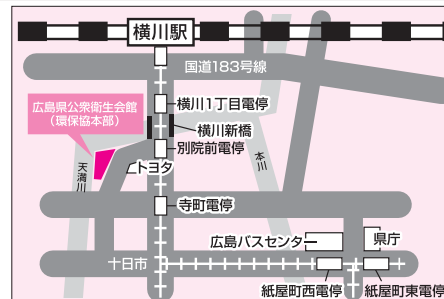 横川駅
国道183号線
広島県公衆衛生会館
（環保協本部）
横川1丁目電停
横川新橋
別院前電停
トヨタ
天満川
本川
寺町電停
広島バスセンター
県庁
十日市
紙屋町西電停
紙屋町東電停